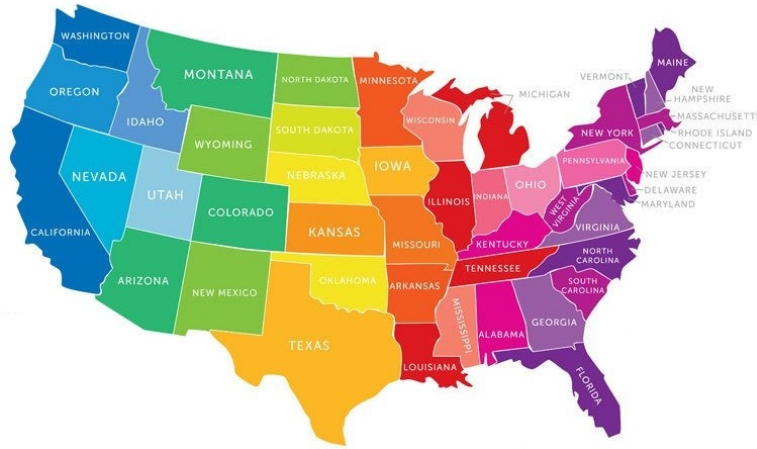 WASHINGTON
OREGON
IDAHO
MONTANA
NORTH DAKOTA
MINNESOTA
WISCONSIN
MICHIGAN
VERMONT
MAINE
NEW
HAMPSHIRE
MASSACHUSETT
RHODE ISLAND
CONNECTICUT
NEW YORK
WYOMING
SOUTH DAKOTA
NEBRASKA
IOWA
NEVADA
UTAH
COLORADO
CALIFORNIA
KANSAS
MISSOURI
ILLINOIS
INDIANA
OHIO
PENNSYLVANIA
NEW JERSEY
DELAWARE
MARYLAND
WEST
VIRGINIA
VIRGINIA
KENTUCKY
NORTH
CAROLINA
TENNESSEE
SOUTH
CAROLINA
ARIZONA
NEW MEXICO
OKLAHOMA
ARKANSAS
TEXAS
LOUISIANA
MISSISSIPPI
ALABAMA
GEORGIA
FLORIDA